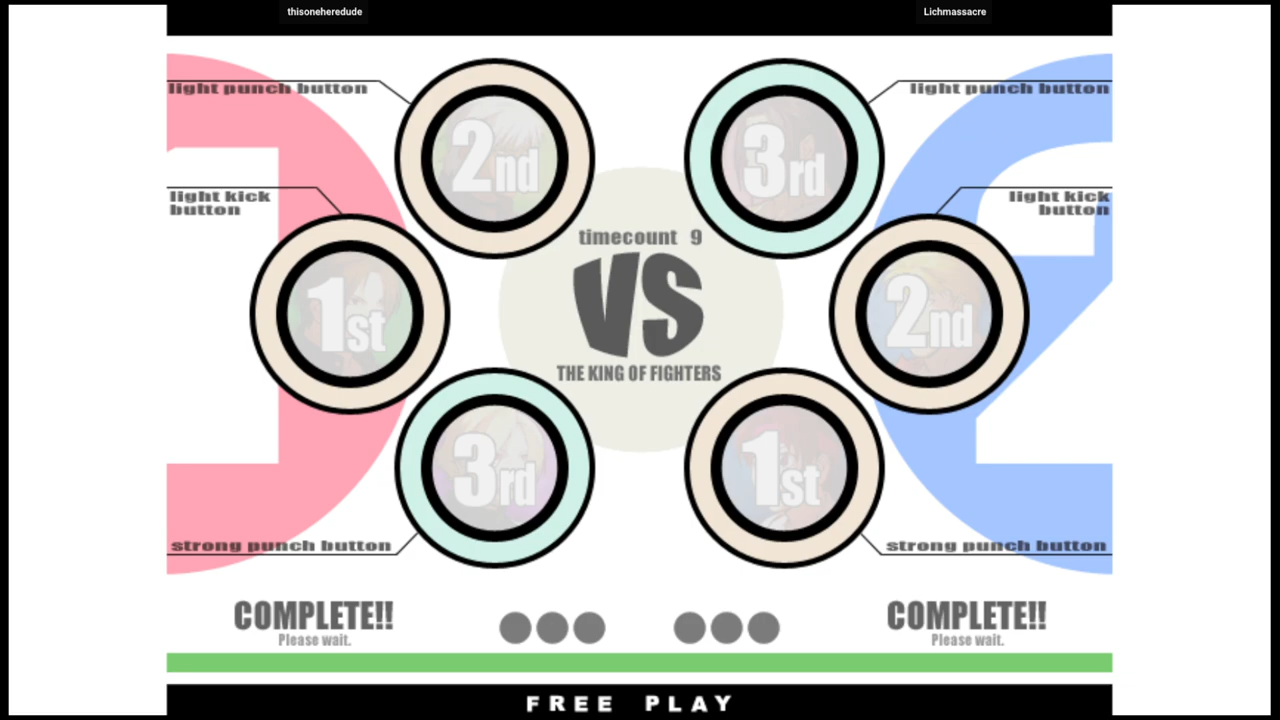 thisoneheredude
Lichmassacre
light punch button
light punch button
2nd
3rd
light kick
button
light kick
button
timecount 9
VS
THE KING OF FIGHTERS
1st
2nd
3rd
1st
strong punch button
strong punch button
COMPLETE!!
Please wait.
COMPLETE!!
Please wait.
FREE PLAY
1
2